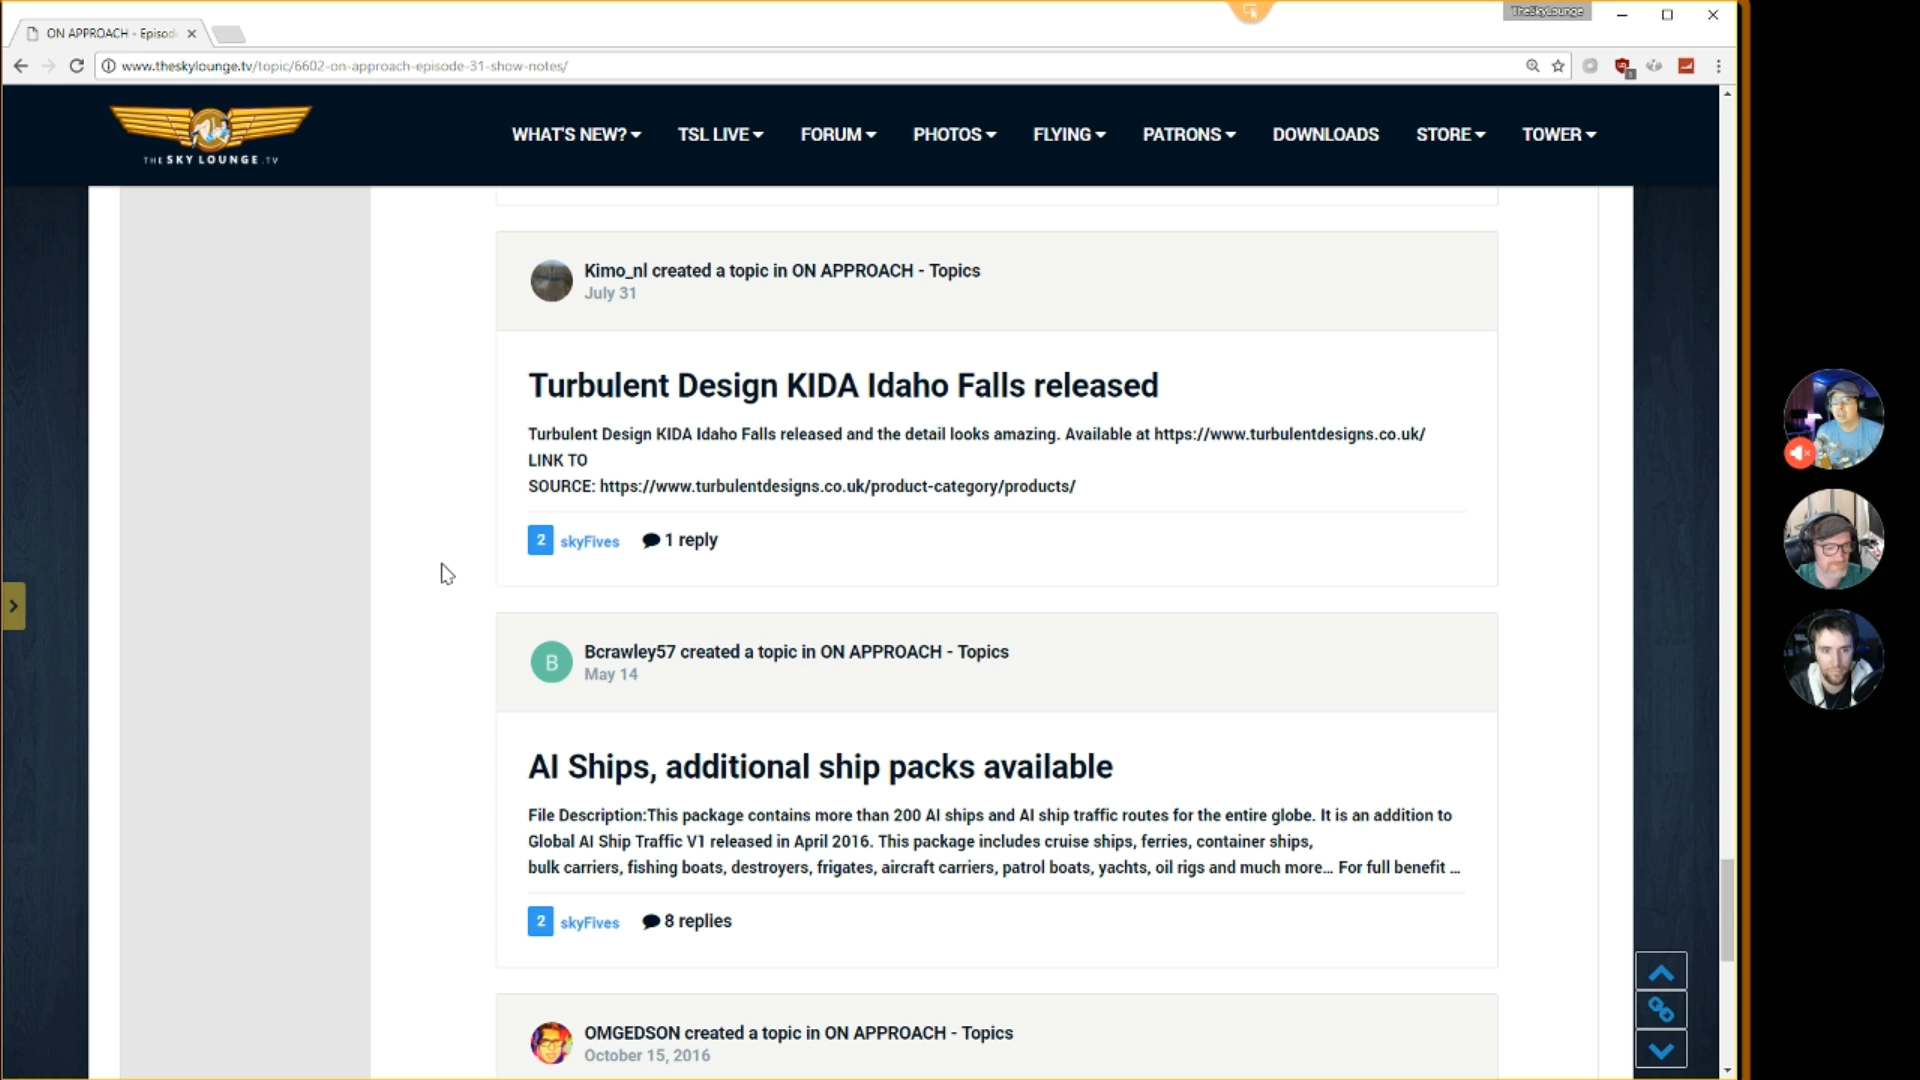 TheSkyLounge
ON APPROACH - Episod
www.theskylounge.tv/topic/6602-on-approach-episode-31-show-notes/
THE SKY LOUNGE .TV
WHAT'S NEW? TSL LIVE FORUM PHOTOS FLYING PATRONS DOWNLOADS STORE TOWER
Kimo_nl created a topic in ON APPROACH - Topics
July 31
Turbulent Design KIDA Idaho Falls released
Turbulent Design KIDA Idaho Falls released and the detail looks amazing. Available at https://www.turbulentdesigns.co.uk/
LINK TO
SOURCE: https://www.turbulentdesigns.co.uk/product-category/products/
2 skyFives 1 reply
B
Bcrawley57 created a topic in ON APPROACH - Topics
May 14
AI Ships, additional ship packs available
File Description:This package contains more than 200 AI ships and AI ship traffic routes for the entire globe. It is an addition to
Global AI Ship Traffic V1 released in April 2016. This package includes cruise ships, ferries, container ships,
bulk carriers, fishing boats, destroyers, frigates, aircraft carriers, patrol boats, yachts, oil rigs and much more... For full benefit ...
2 skyFives 8 replies
OMGEDSON created a topic in ON APPROACH - Topics
October 15, 2016